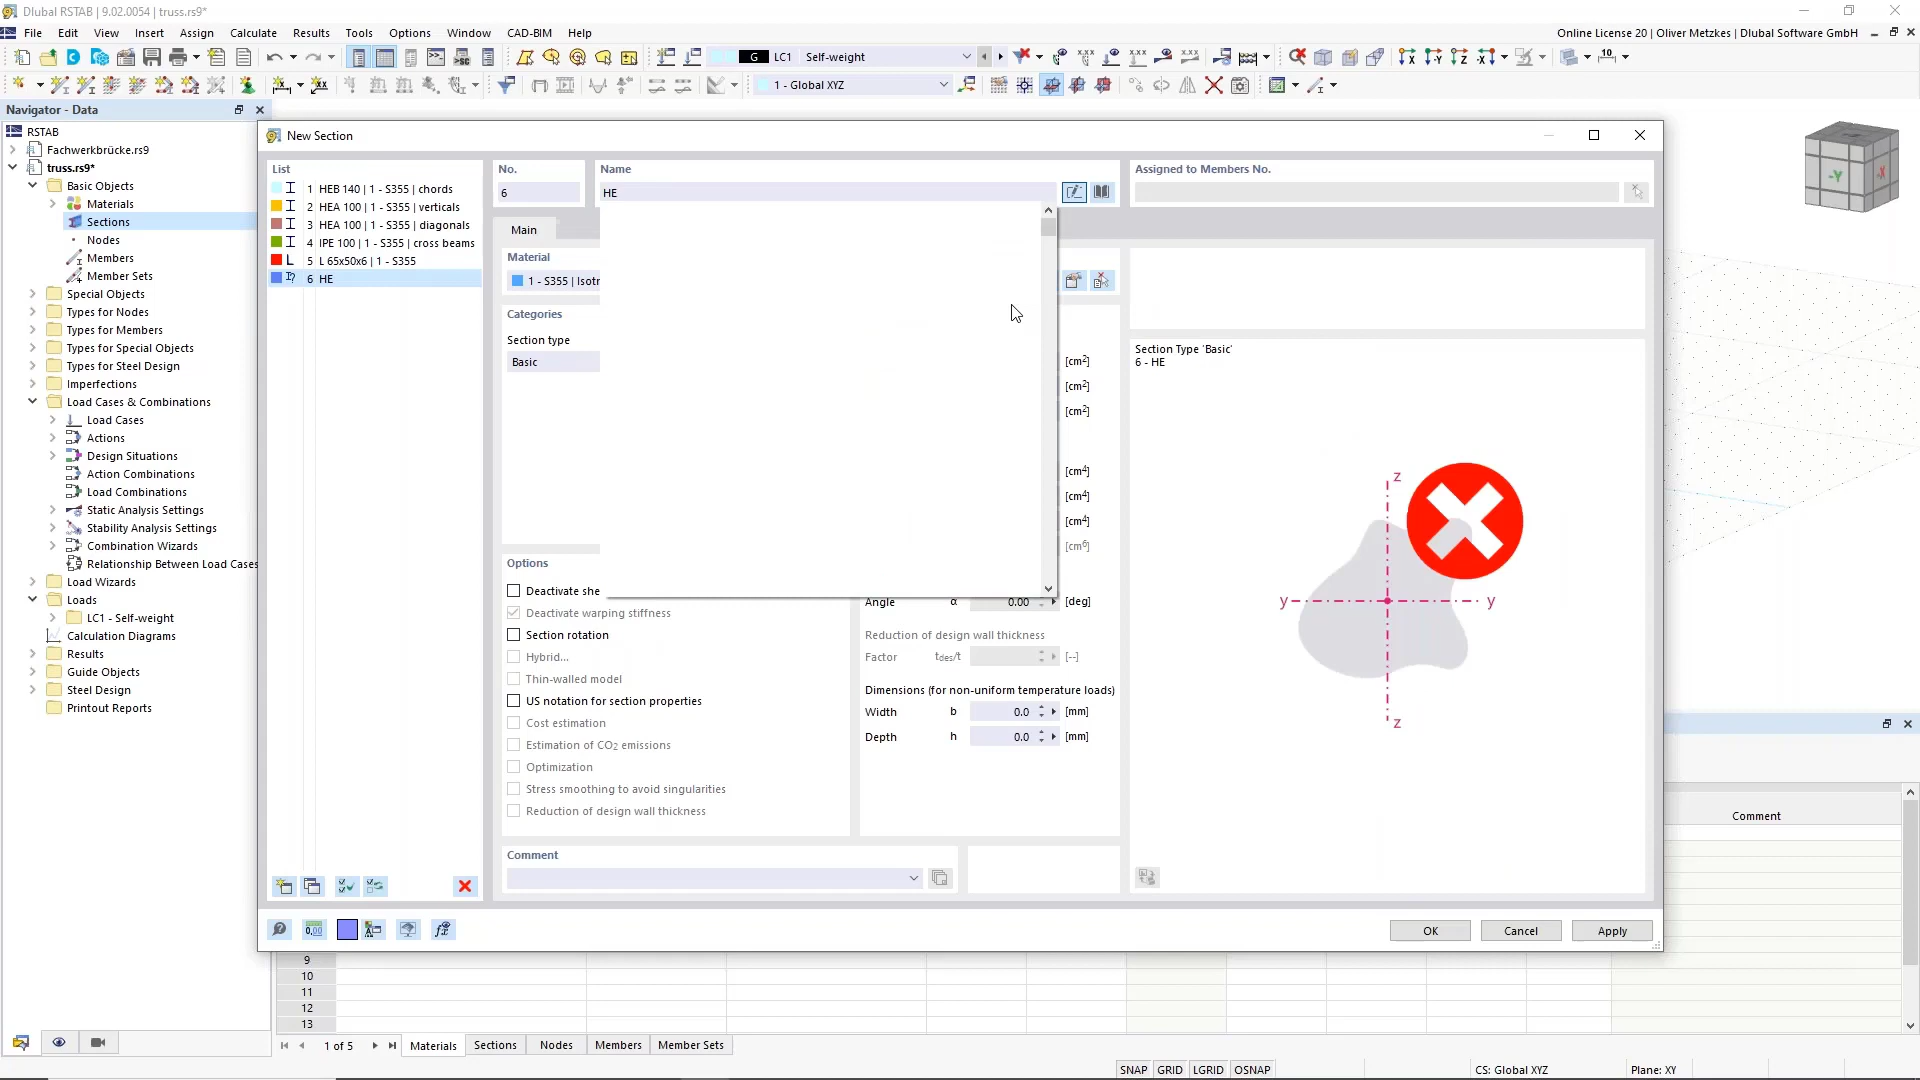 Dlubal RSTAB | 9.02.0054 | truss.rs9*
File Edit View Insert Assign Calculate Results Tools Options Window CAD-BIM Help
Online License 20 | Oliver Metzkes | Dlubal Software GmbH
G LC1 Self-weight
1 - Global XYZ
Navigator - Data
RSTAB
Fachwerkbrücke.rs9
truss.rs9*
Basic Objects
Materials
Sections
Nodes
Members
Member Sets
Special Objects
Types for Nodes
Types for Members
Types for Special Objects
Types for Steel Design
Imperfections
Load Cases & Combinations
Load Cases
Actions
Design Situations
Action Combinations
Load Combinations
Static Analysis Settings
Stability Analysis Settings
Combination Wizards
Relationship Between Load Cases
Load Wizards
Loads
LC1 - Self-weight
Calculation Diagrams
Results
Guide Objects
Steel Design
Printout Reports
New Section
List
1 HEB 140 | 1 - S355 | chords
2 HEA 100 | 1 - S355 | verticals
3 HEA 100 | 1 - S355 | diagonals
4 IPE 100 | 1 - S355 | cross beams
5 L 65x50x6 | 1 - S355
6 HE
No.
6
Name
HE
Assigned to Members No.
Main
Material
1 - S355 | Isotr
Categories
Section type
Basic
[cm2]
[cm2]
[cm2]
[cm4]
[cm4]
[cm4]
[cm6]
Options
Deactivate she
Deactivate warping stiffness
Section rotation
Hybrid...
Thin-walled model
US notation for section properties
Cost estimation
Estimation of CO2 emissions
Optimization
Stress smoothing to avoid singularities
Reduction of design wall thickness
Angle α 0.00 [deg]
Reduction of design wall thickness
Factor tdes/t [--]
Dimensions (for non-uniform temperature loads)
Width b 0.0 [mm]
Depth h 0.0 [mm]
Comment
Section Type 'Basic'
6 - HE
z
y y
z
-Y -X
OK Cancel Apply
Comment
9
10
11
12
13
1 of 5 Materials Sections Nodes Members Member Sets
SNAP GRID LGRID OSNAP CS: Global XYZ Plane: XY